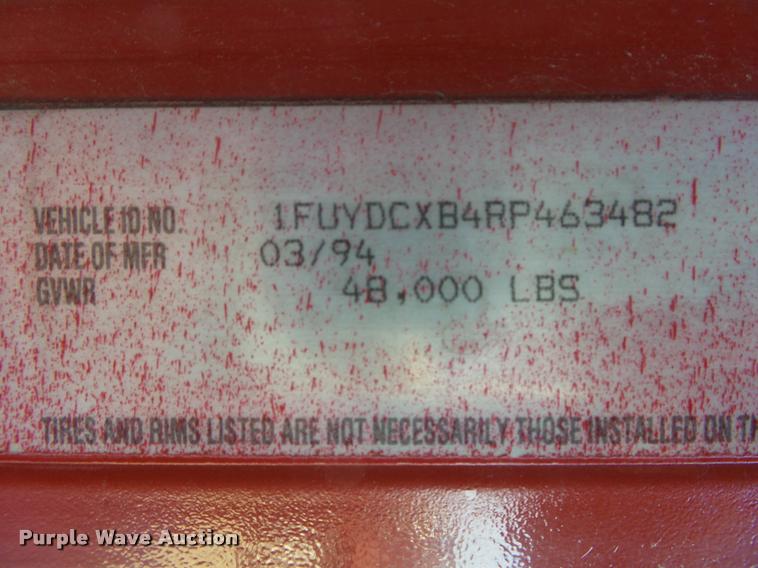 VEHICLE ID NO. 1FUYDCXB4RP463482
DATE OF MFR 03/94
GVWR 48,000 LBS
TIRES AND RIMS LISTED ARE NOT NECESSARILY THOSE INSTALLED ON
Purple Wave Auction